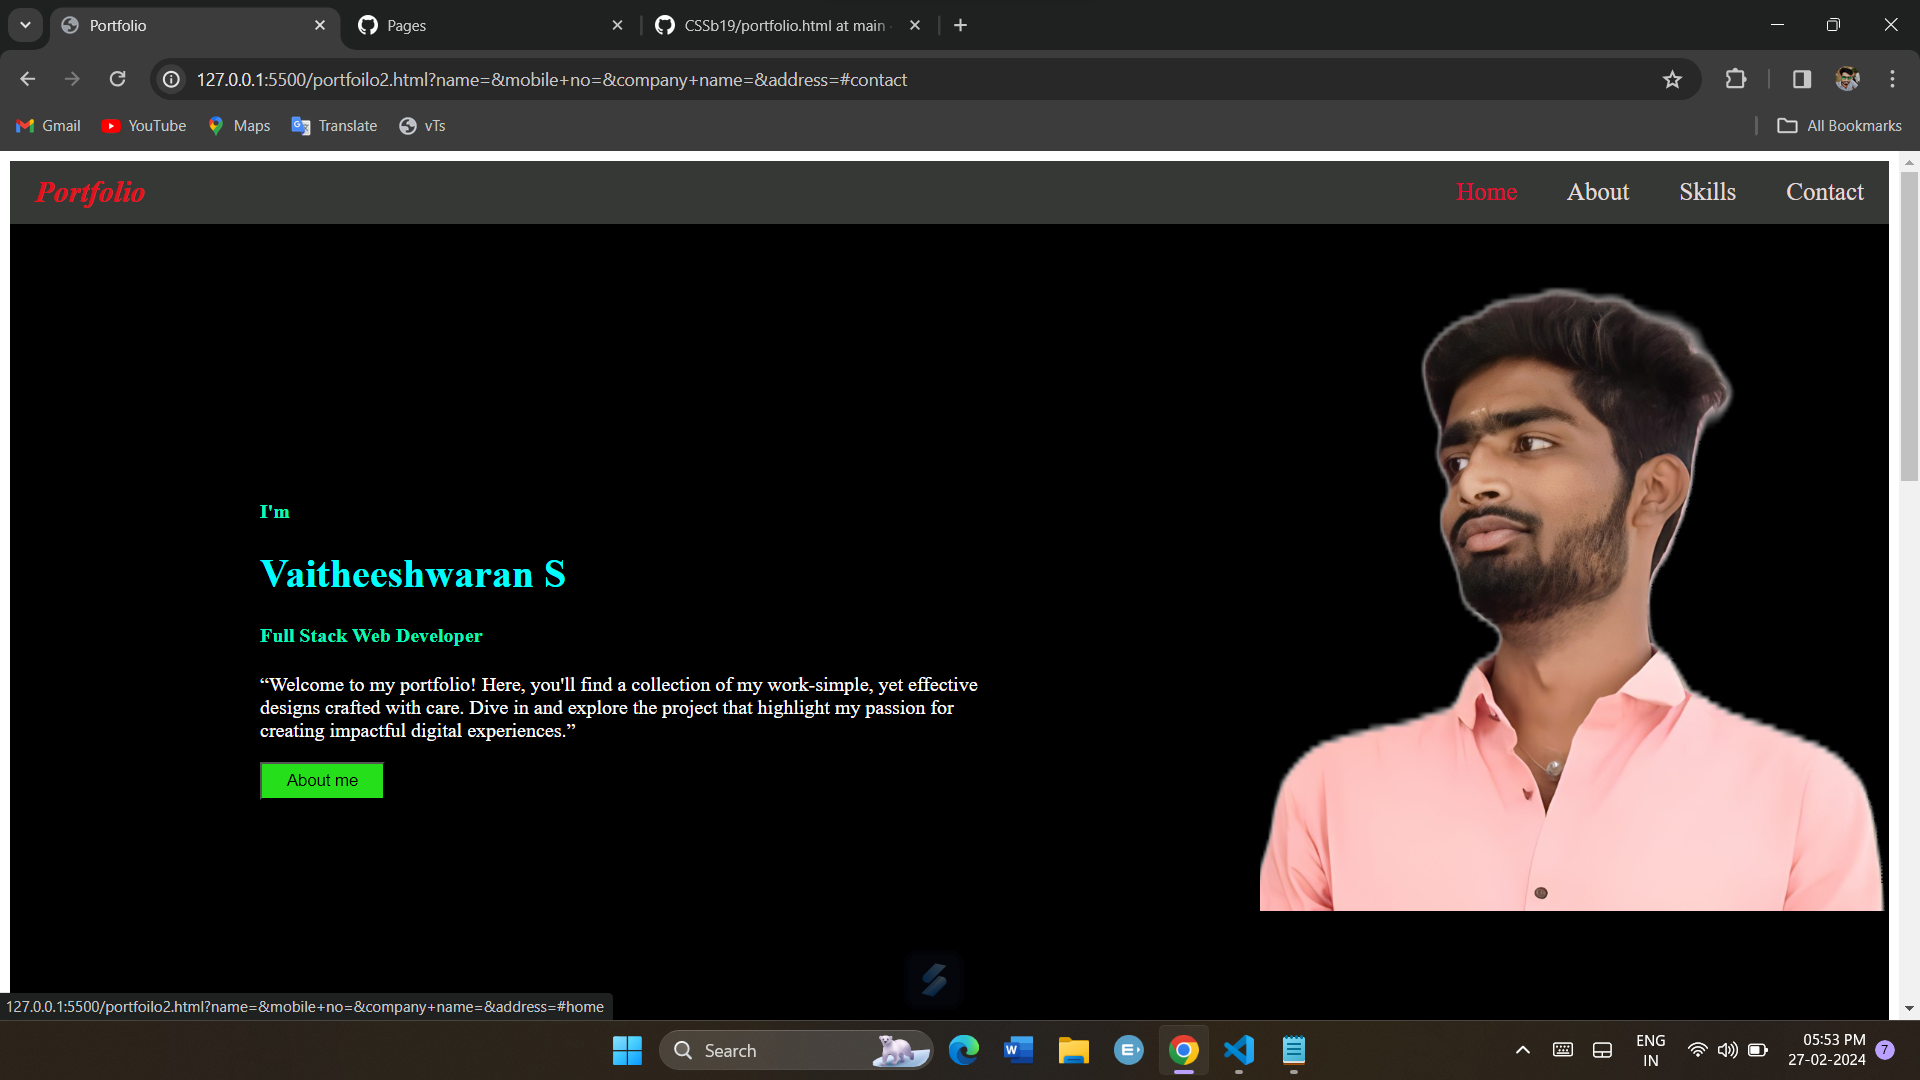 Portfolio
Pages
CSSb19/portfolio.html at main
127.0.0.1:5500/portfoilo2.html?name=&mobile+no=&company+name=&address=#contact
Gmail YouTube Maps Translate vTs All Bookmarks
Portfolio Home About Skills Contact
I'm
Vaitheeshwaran S
Full Stack Web Developer
“Welcome to my portfolio! Here, you'll find a collection of my work-simple, yet effective
designs crafted with care. Dive in and explore the project that highlight my passion for
creating impactful digital experiences.”
About me
127.0.0.1:5500/portfoilo2.html?name=&mobile+no=&company+name=&address=#home
Search
ENG
IN
05:53 PM
27-02-2024
7